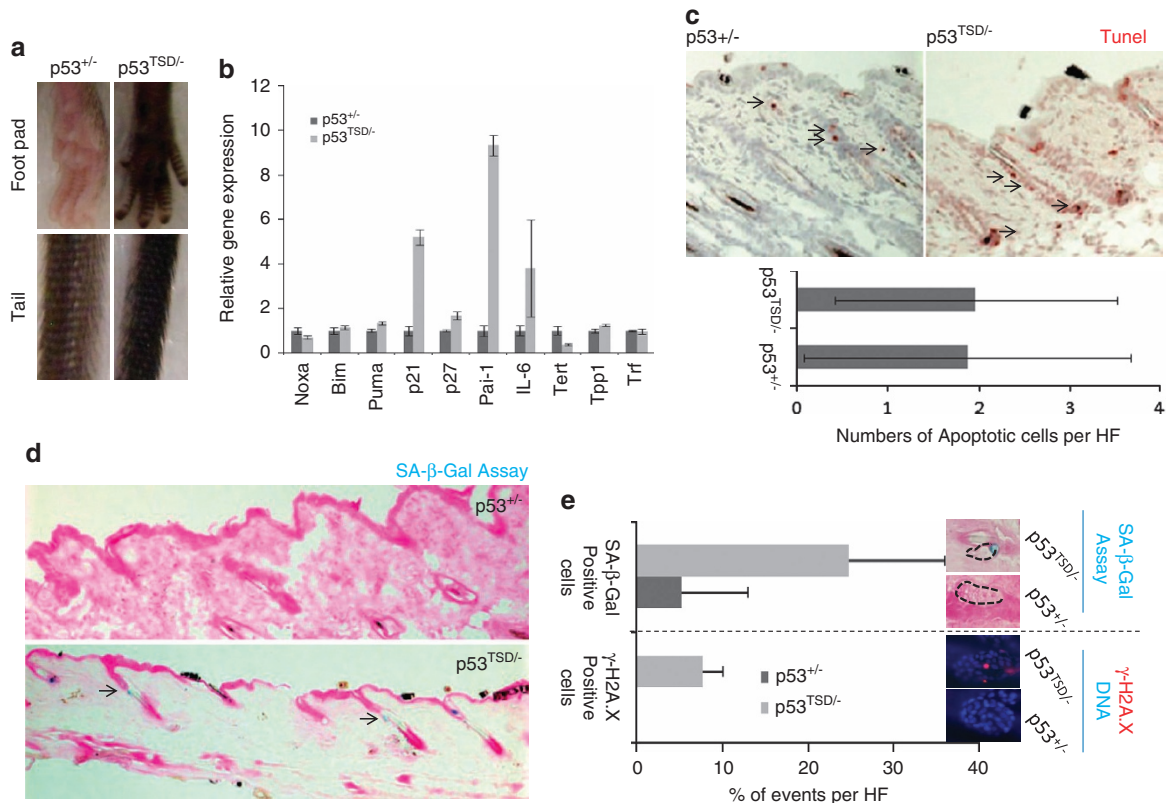 a
p53+/-
p53TSD/-
Foot pad
Tail
b
Relative gene expression
12
10
8
6
4
2
0
p53+/-
p53TSD/-
Noxa
Bim
Puma
p21
p27
Pai-1
IL-6
Tert
Tpp1
Trf
c
p53+/-
p53TSD/-
Tunel
p53TSD/-
p53+/-
0
1
2
3
4
Numbers of Apoptotic cells per HF
d
SA-β-Gal Assay
p53+/-
p53TSD/-
e
SA-β-Gal
Positive
cells
γ-H2A.X
Positive
cells
p53+/-
p53TSD/-
0
10
20
30
40
% of events per HF
p53TSD/-
p53+/-
SA-β-Gal
Assay
p53TSD/-
p53+/-
γ-H2A.X
DNA